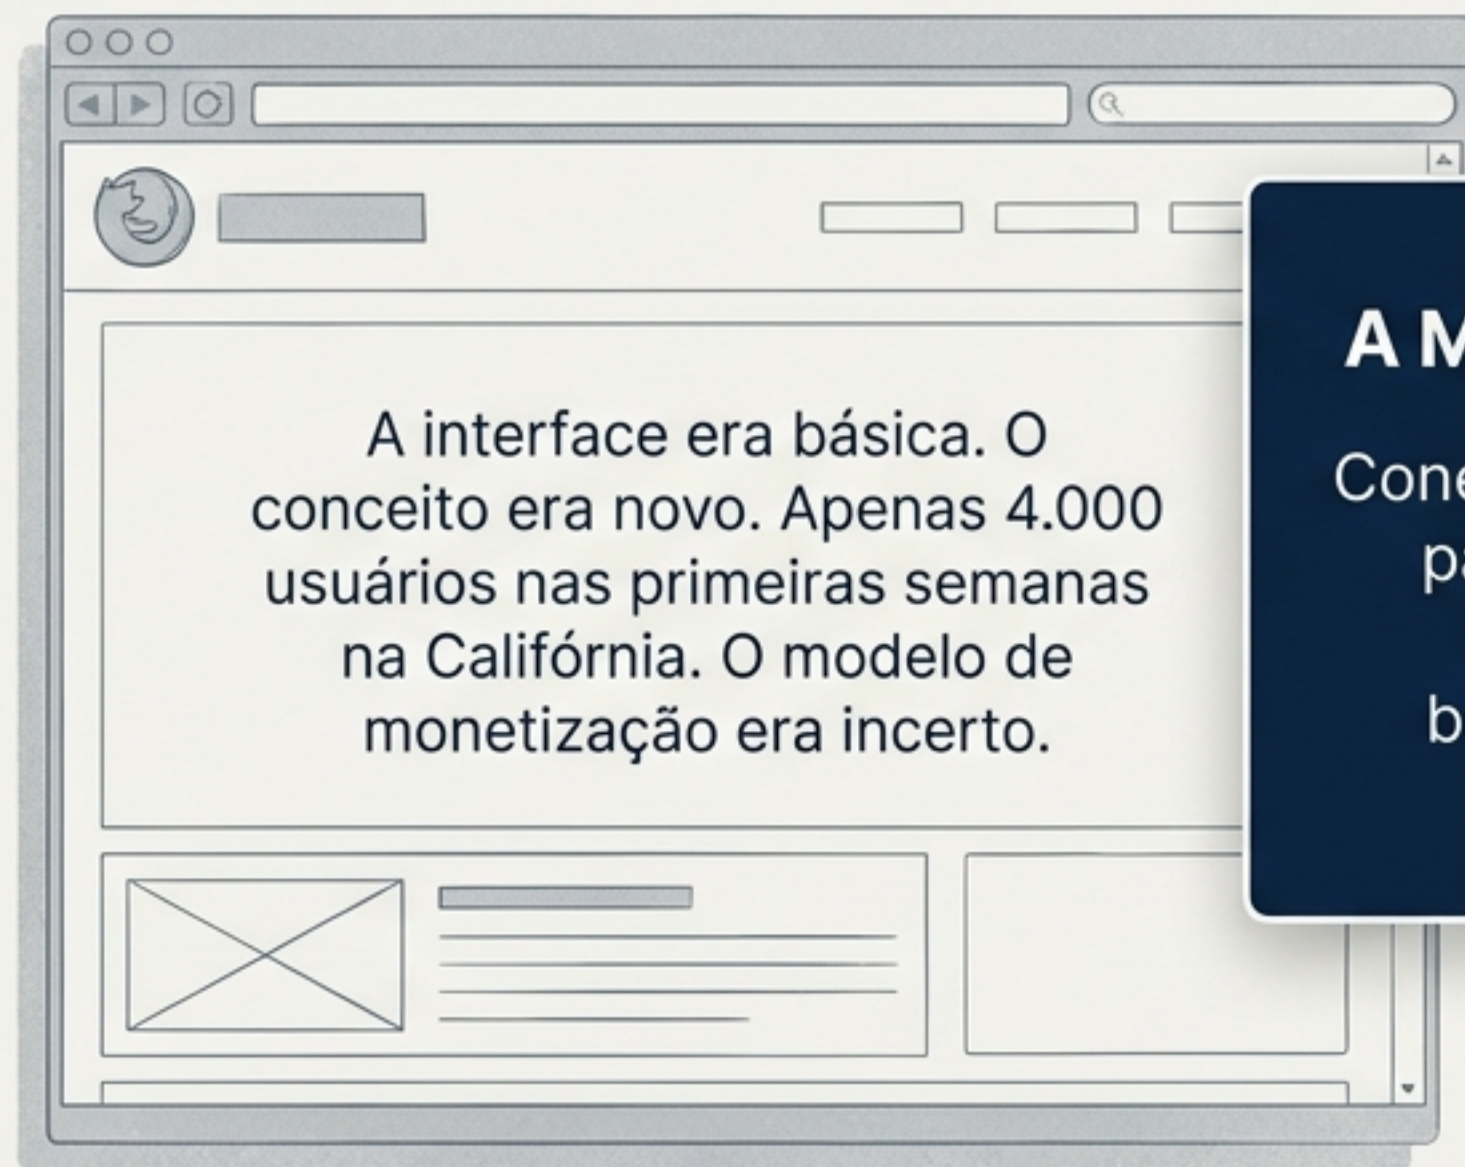 A interface era básica. O
conceito era novo. Apenas 4.000
usuários nas primeiras semanas
na Califórnia. O modelo de
monetização era incerto.
A